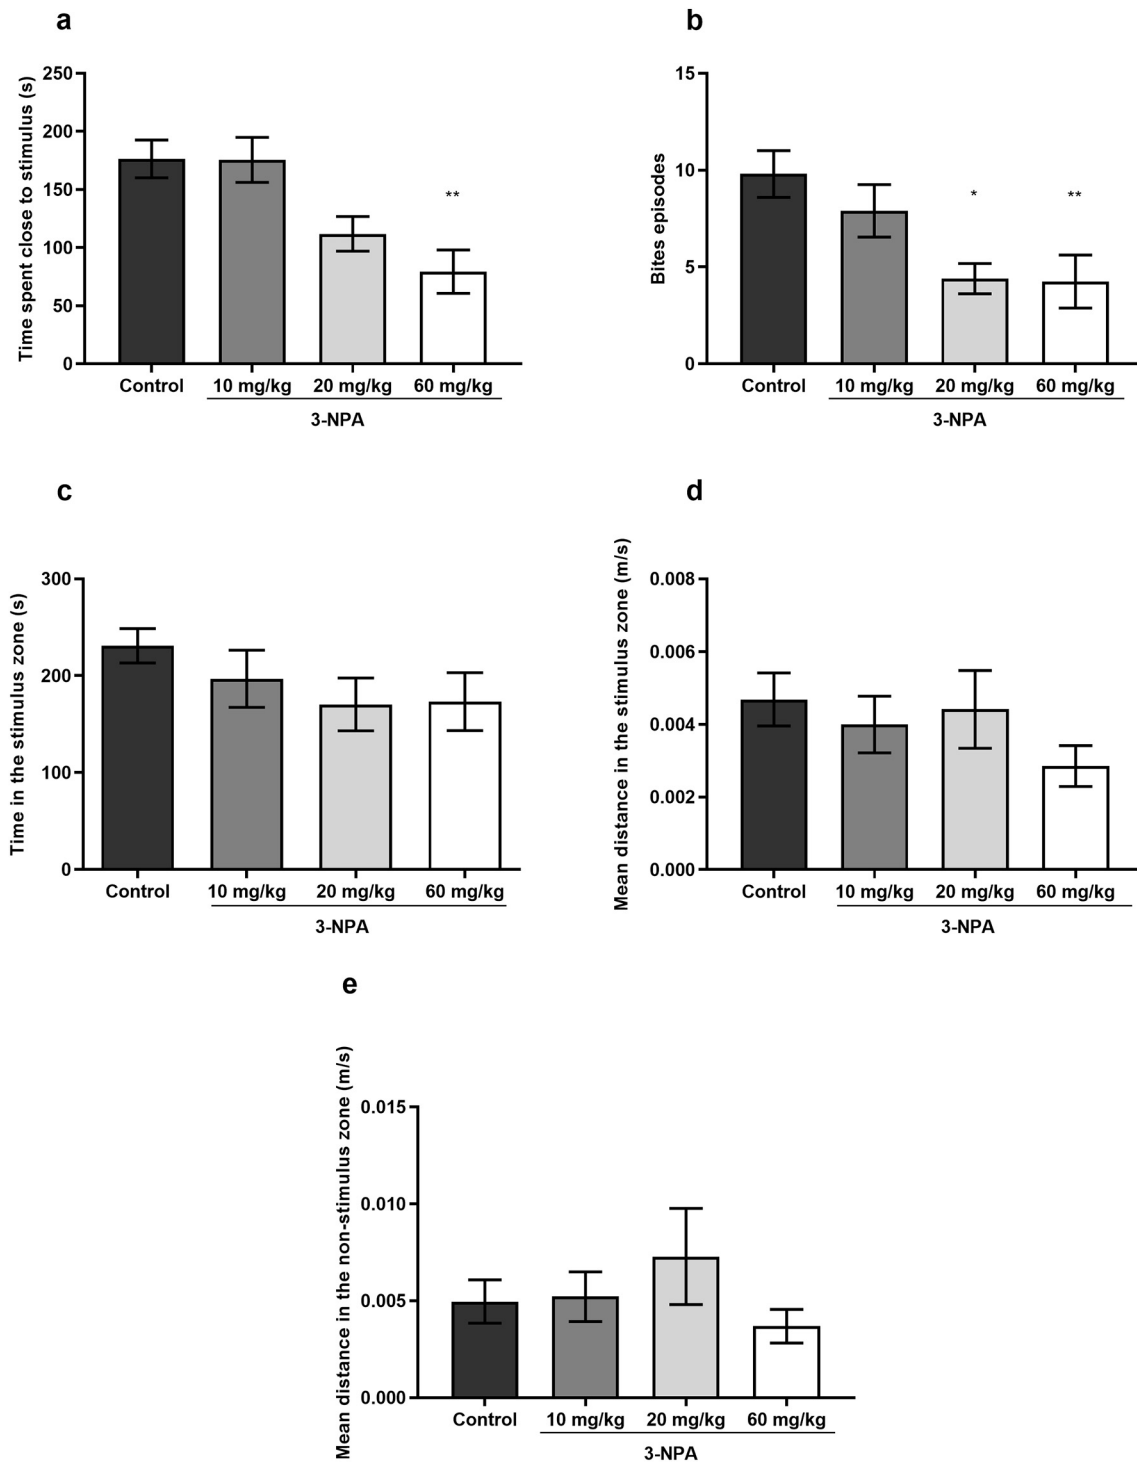 a
Time spent close to stimulus (s)
250
200
150
100
50
0
**
Control
10 mg/kg
20 mg/kg
60 mg/kg
3-NPA
b
Bites episodes
15
10
5
0
*
**
Control
10 mg/kg
20 mg/kg
60 mg/kg
3-NPA
c
Time in the stimulus zone (s)
300
200
100
0
Control
10 mg/kg
20 mg/kg
60 mg/kg
3-NPA
d
Mean distance in the stimulus zone (m/s)
0.008
0.006
0.004
0.002
0.000
Control
10 mg/kg
20 mg/kg
60 mg/kg
3-NPA
e
Mean distance in the non-stimulus zone (m/s)
0.015
0.010
0.005
0.000
Control
10 mg/kg
20 mg/kg
60 mg/kg
3-NPA